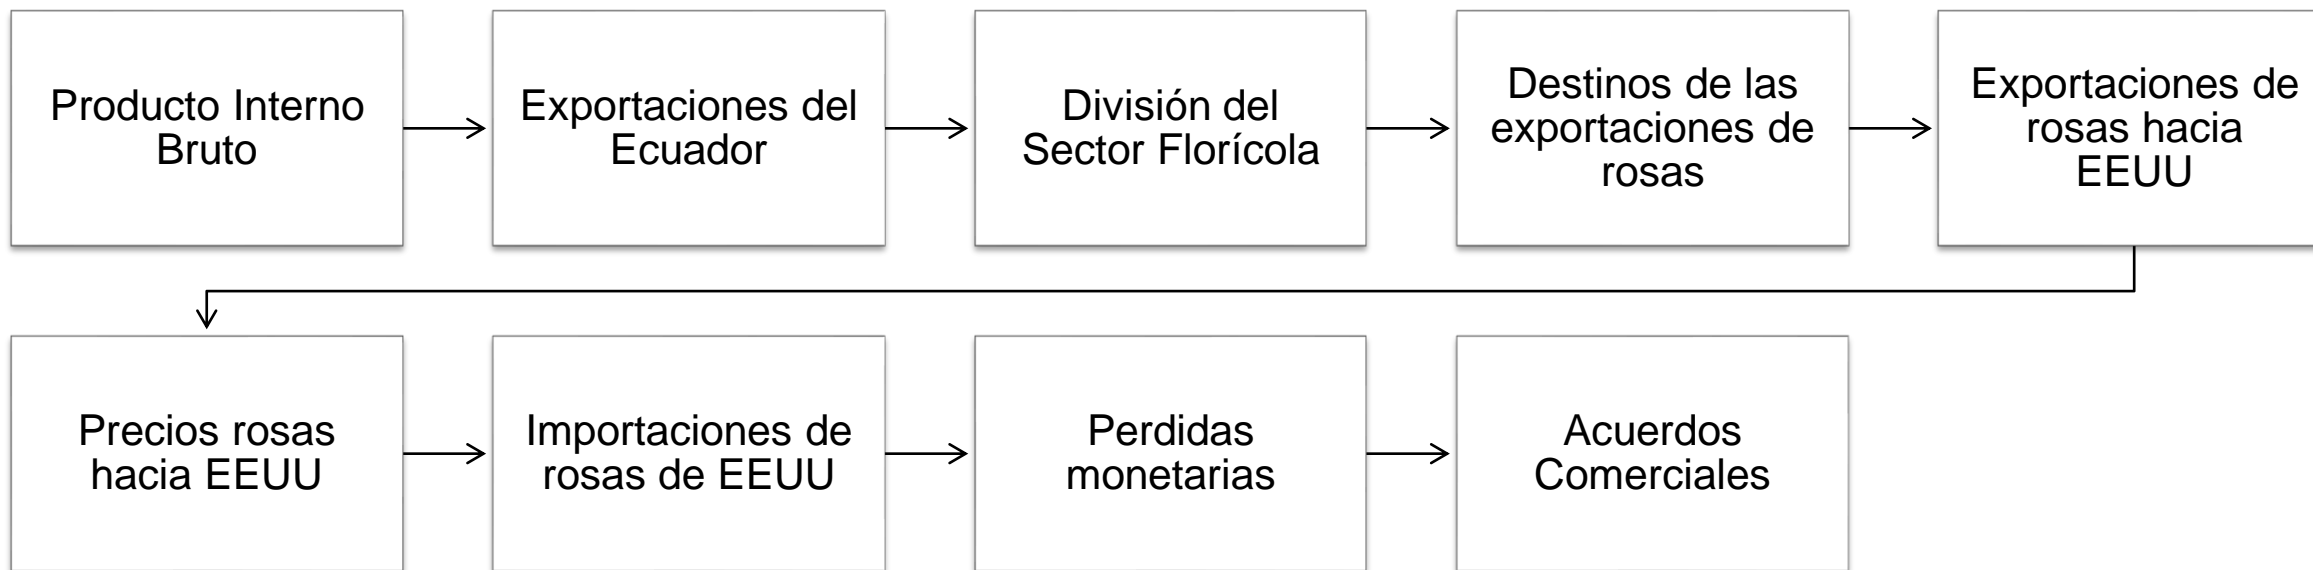 Producto Interno
Bruto
Exportaciones del
Ecuador
División del
Sector Florícola
Destinos de las
exportaciones de
rosas
Exportaciones de
rosas hacia
EEUU
Precios rosas
hacia EEUU
Importaciones de
rosas de EEUU
Perdidas
monetarias
Acuerdos
Comerciales